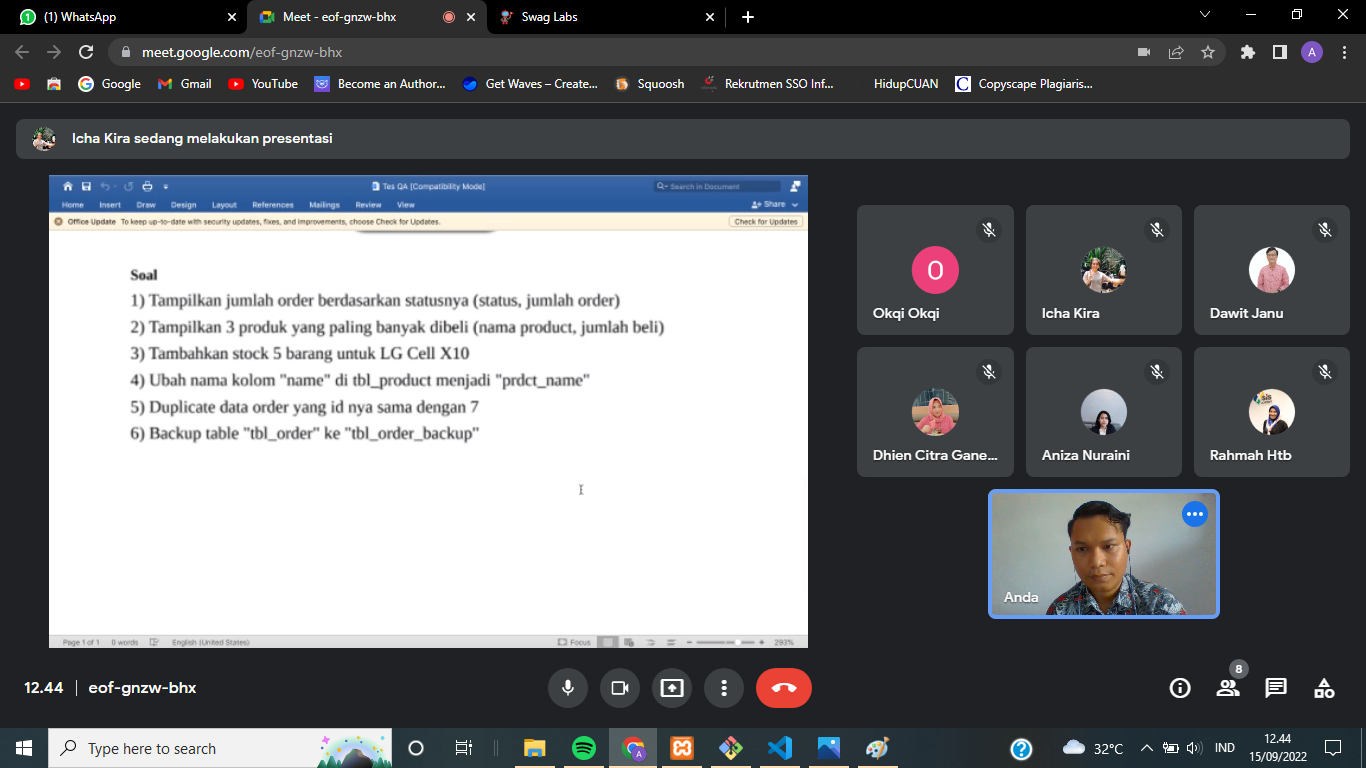 (1) WhatsApp
Meet - eof-gnzw-bhx
Swag Labs
meet.google.com/eof-gnzw-bhx
A
Google
Gmail
YouTube
Become an Author...
Get Waves – Create...
Squoosh
Rekrutmen SSO Inf...
HidupCUAN
C
Copyscape Plagiaris...
Icha Kira sedang melakukan presentasi
Tes QA [Compatibility Mode]
Search in Document
Home Insert Draw Design Layout References Mailings Review View
Share
Office Update To keep up-to-date with security updates, fixes, and improvements, choose Check for Updates.
Check for Updates
Soal
1) Tampilkan jumlah order berdasarkan statusnya (status, jumlah order)
2) Tampilkan 3 produk yang paling banyak dibeli (nama product, jumlah beli)
3) Tambahkan stock 5 barang untuk LG Cell X10
4) Ubah nama kolom "name" di tbl_product menjadi "prdct_name"
5) Duplicate data order yang id nya sama dengan 7
6) Backup table "tbl_order" ke "tbl_order_backup"
Page 1 of 1 0 words English (United States)
Focus
293%
O
Okqi Okqi
Icha Kira
Dawit Janu
Dhien Citra Gane...
Aniza Nuraini
Rahmah Htb
Anda
12.44 | eof-gnzw-bhx
8
Type here to search
32°C
IND
12.44
15/09/2022